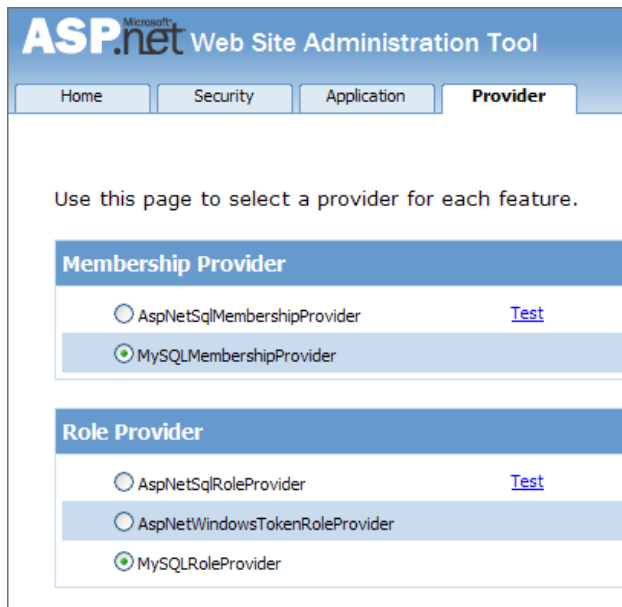 Microsoft
ASP.net Web Site Administration Tool
Home Security Application Provider
Use this page to select a provider for each feature.
Membership Provider
AspNetSqlMembershipProvider Test
MySQLMembershipProvider
Role Provider
AspNetSqlRoleProvider Test
AspNetWindowsTokenRoleProvider
MySQLRoleProvider